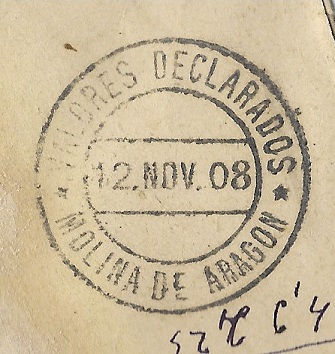 VALORES DECLARADOS
12.NOV.08
* MOLINA DE ARAGON *